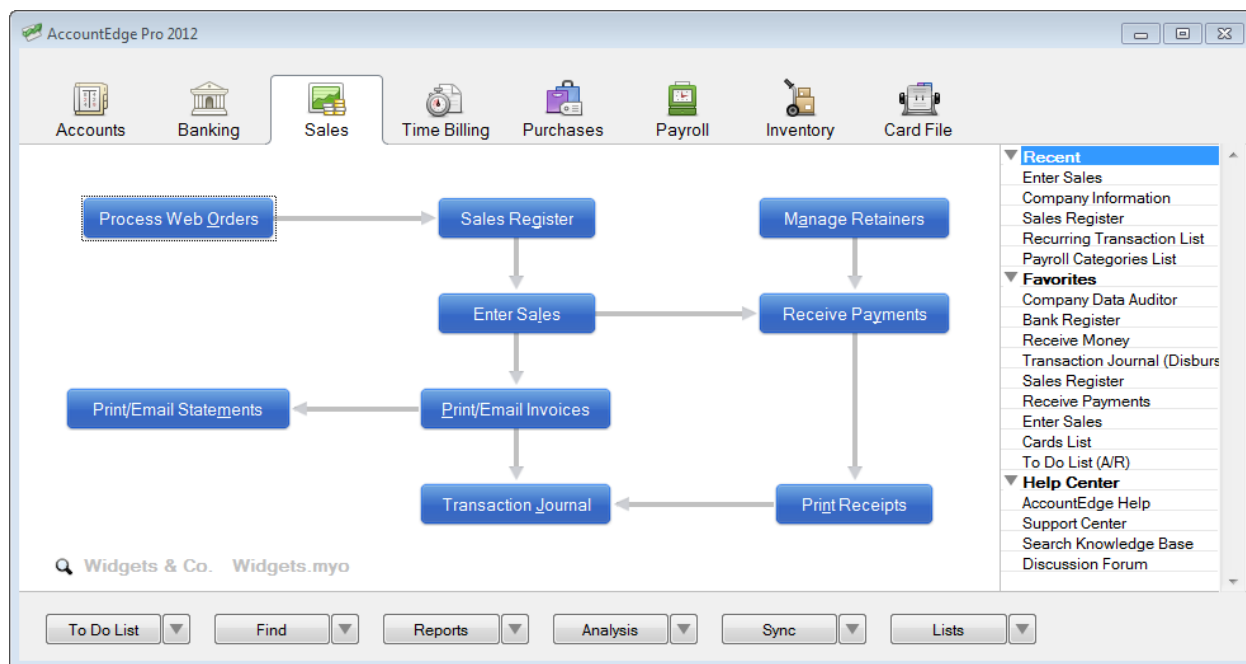 AccountEdge Pro 2012
Accounts
Banking
Sales
Time Billing
Purchases
Payroll
Inventory
Card File
Process Web Orders
Sales Register
Manage Retainers
Enter Sales
Receive Payments
Print/Email Statements
Print/Email Invoices
Transaction Journal
Print Receipts
Widgets & Co. Widgets.myo
Recent
Enter Sales
Company Information
Sales Register
Recurring Transaction List
Payroll Categories List
Favorites
Company Data Auditor
Bank Register
Receive Money
Transaction Journal (Disburs
Sales Register
Receive Payments
Enter Sales
Cards List
To Do List (A/R)
Help Center
AccountEdge Help
Support Center
Search Knowledge Base
Discussion Forum
To Do List
Find
Reports
Analysis
Sync
Lists